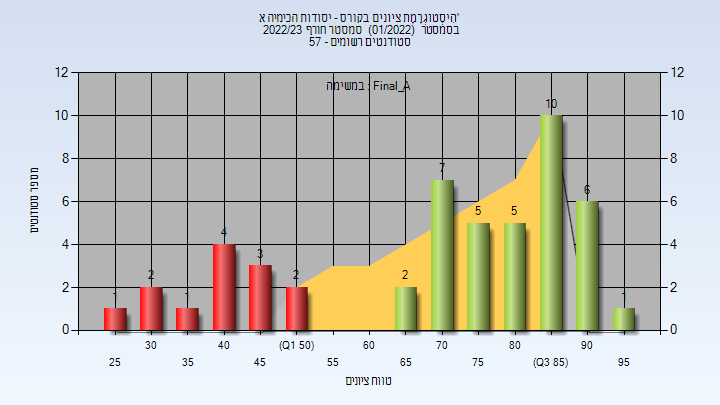 הִיסְטוֹגְרָמַת ציונים בקורס - יסודות הכימיה א'
בסמסטר (01/2022) סמסטר חורף 2022/23
סטודנטים רשומים - 57
במשימה : Final_A
12 12
10 10
8 8
6 6
4 4
2 2
0 0
1 2 1 4 3 2 2 7 5 5 10 6 1
מספר סטודנטים
30 40 (Q1 50) 60 70 80 90
25 35 45 55 65 75 (Q3 85) 95
טווח ציונים